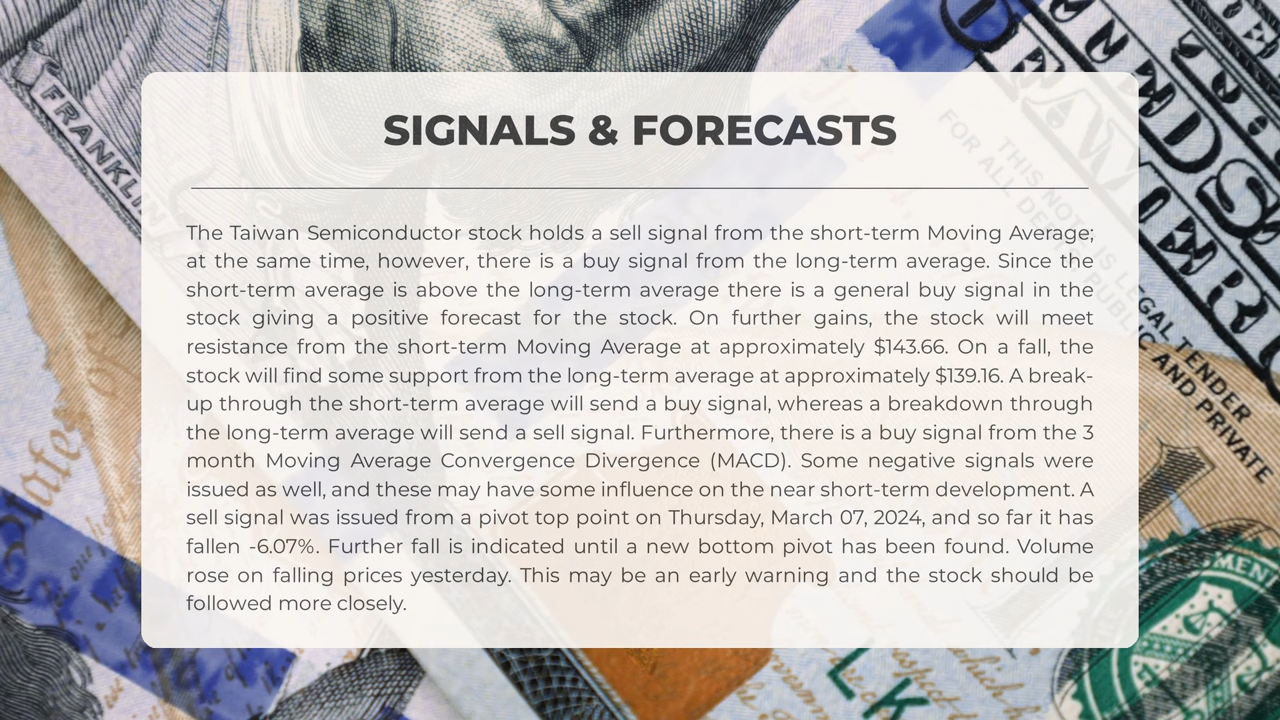 FRANKLIN
SIGNALS & FORECASTS
The Taiwan Semiconductor stock holds a sell signal from the short-term Moving Average;
at the same time, however, there is a buy signal from the long-term average. Since the
short-term average is above the long-term average there is a general buy signal in the
stock giving a positive forecast for the stock. On further gains, the stock will meet
resistance from the short-term Moving Average at approximately $143.66. On a fall, the
stock will find some support from the long-term average at approximately $139.16. A break-
up through the short-term average will send a buy signal, whereas a breakdown through
the long-term average will send a sell signal. Furthermore, there is a buy signal from the 3
month Moving Average Convergence Divergence (MACD). Some negative signals were
issued as well, and these may have some influence on the near short-term development. A
sell signal was issued from a pivot top point on Thursday, March 07, 2024, and so far it has
fallen -6.07%. Further fall is indicated until a new bottom pivot has been found. Volume
rose on falling prices yesterday. This may be an early warning and the stock should be
followed more closely.
THIS NOTE IS LEGAL TENDER
FOR ALL DEBTS, PUBLIC AND PRIVATE